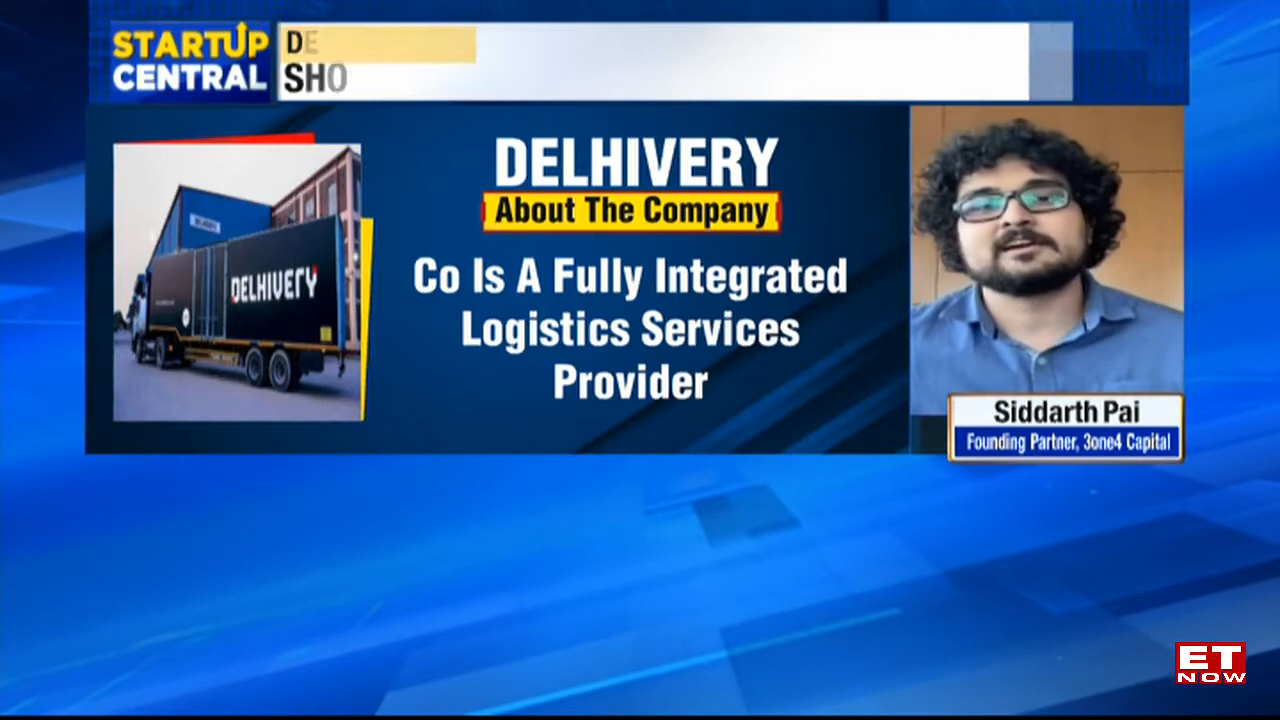 STARTUP
CENTRAL
DE
SHO
DELHIVERY
About The Company
Co Is A Fully Integrated
Logistics Services
Provider
DELHIVERY
Siddarth Pai
Founding Partner, 3one4 Capital
ET
NOW